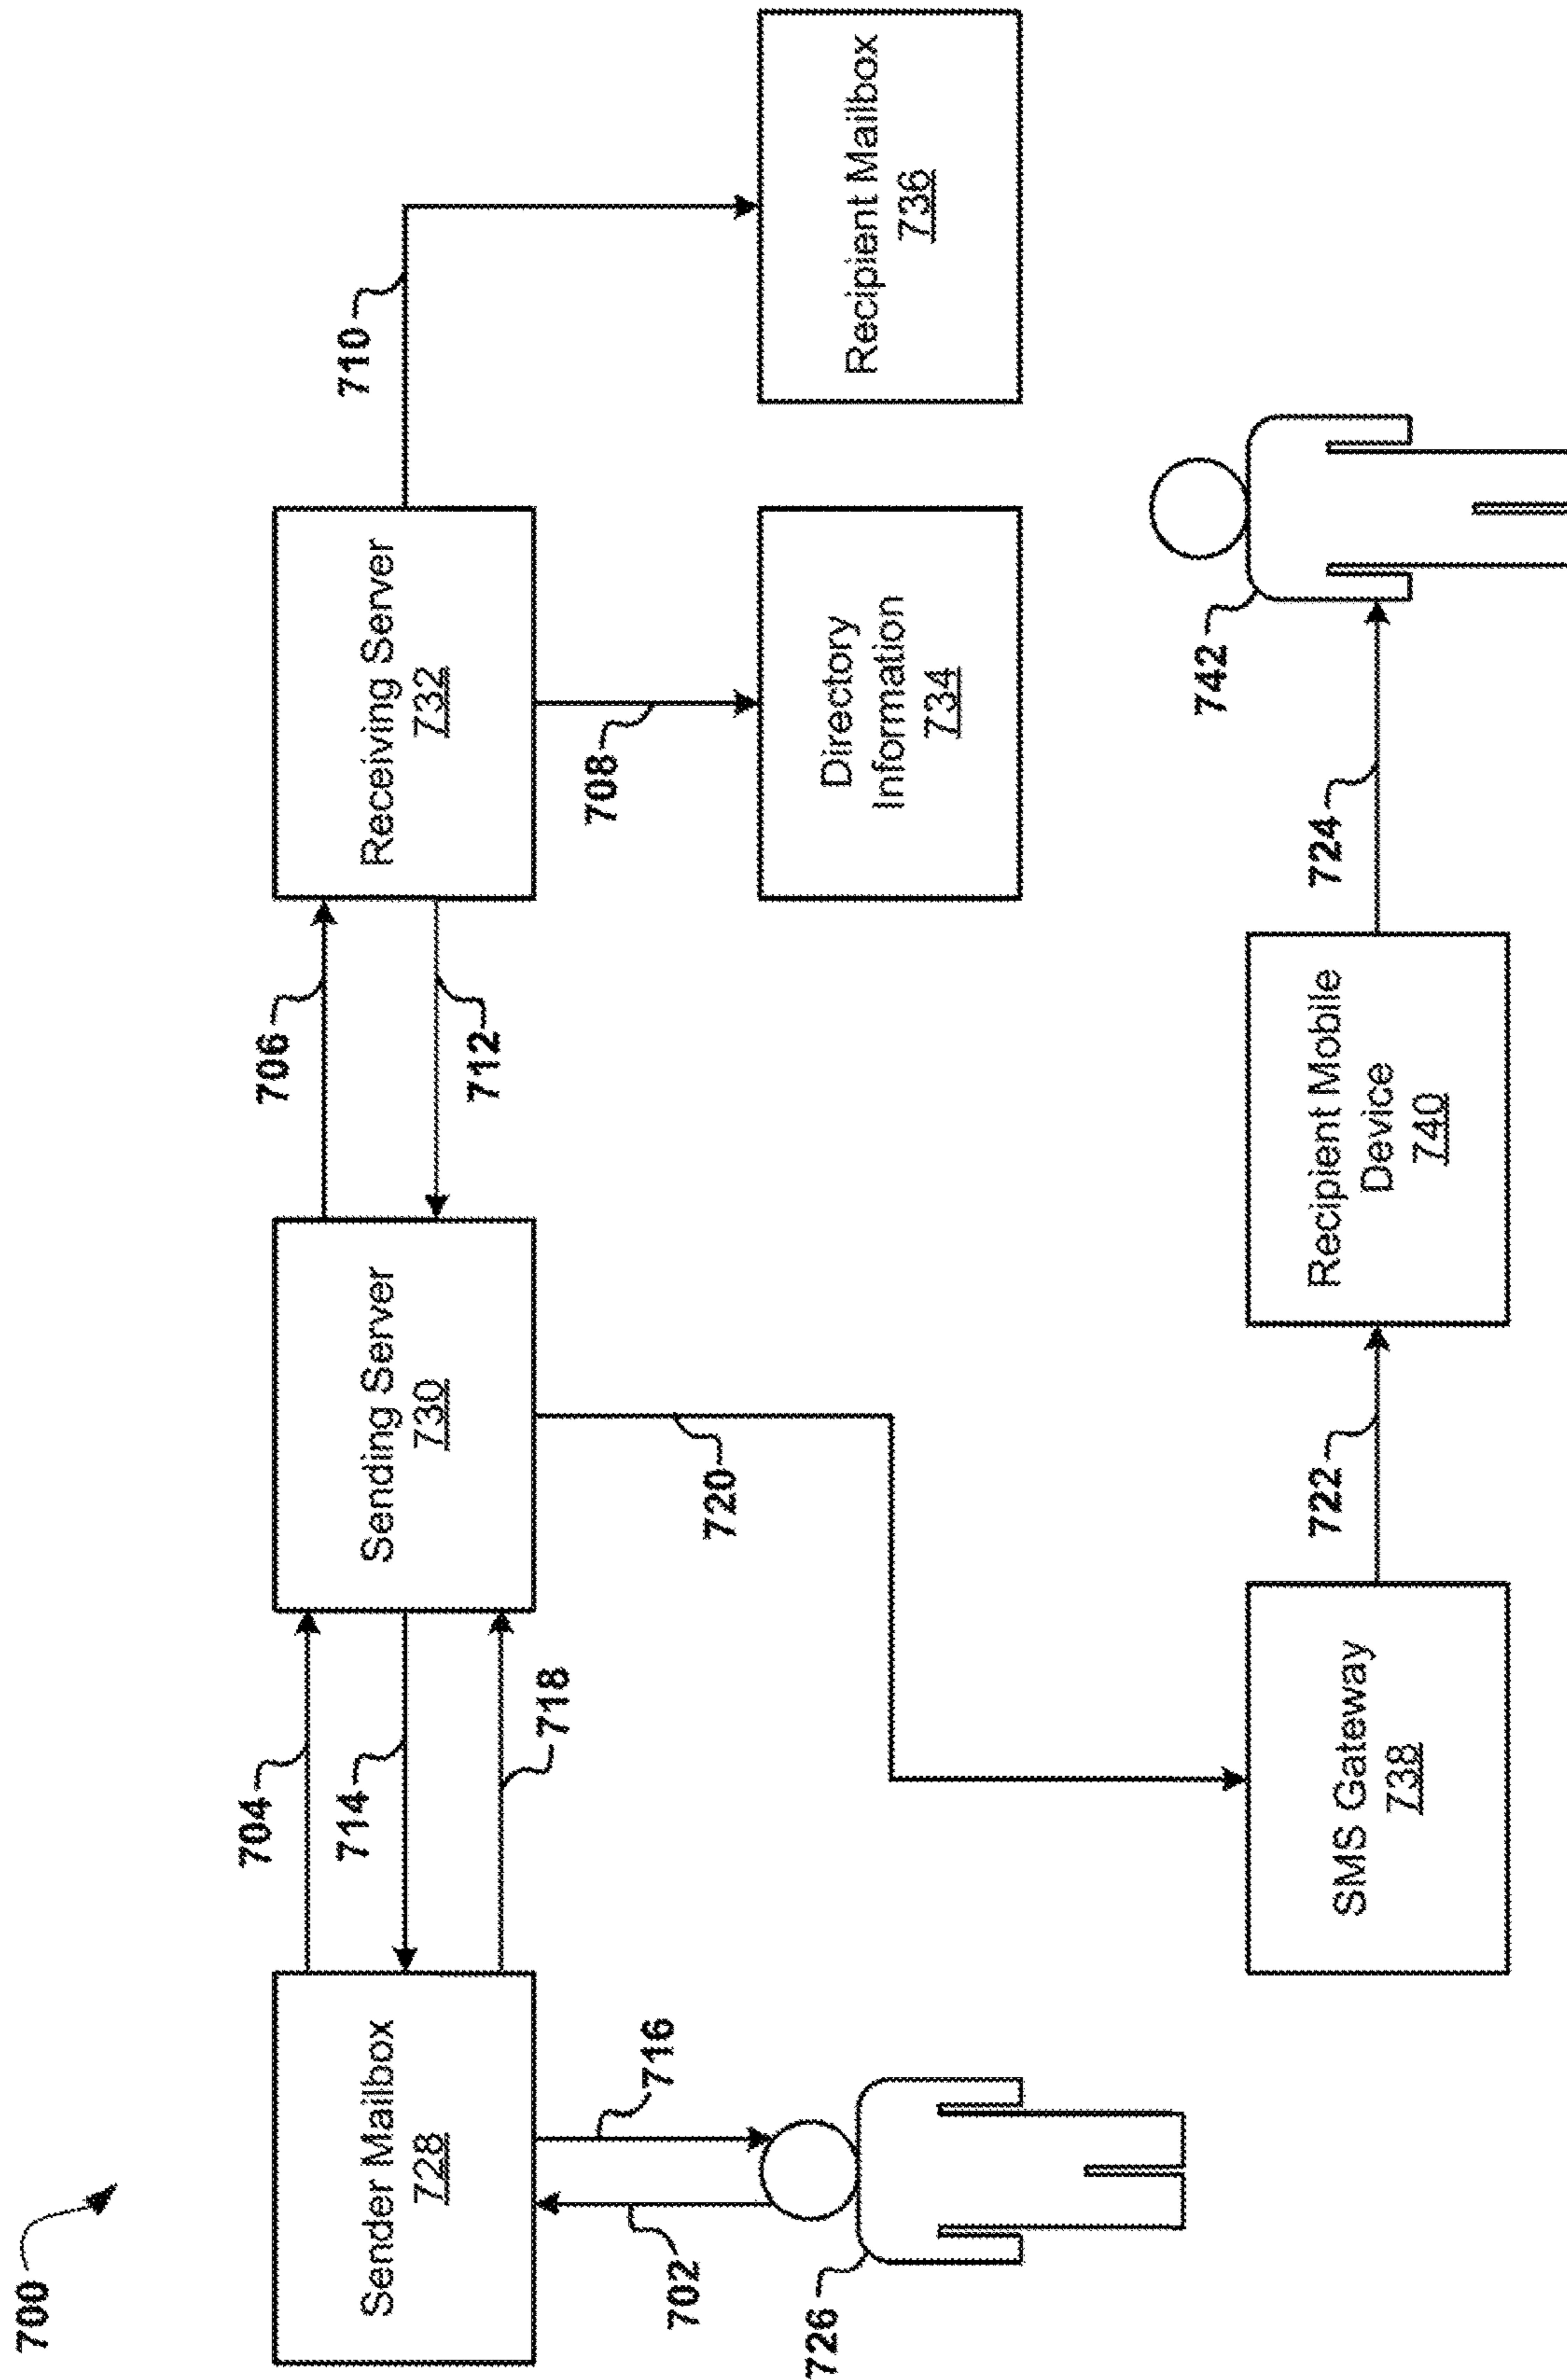 700
Sender Mailbox
728
704
714
718
Sending Server
730
706
712
Receiving Server
732
710
702
716
726
720
708
Directory
Information
734
Recipient Mailbox
736
SMS Gateway
738
722
Recipient Mobile
Device
740
724
742